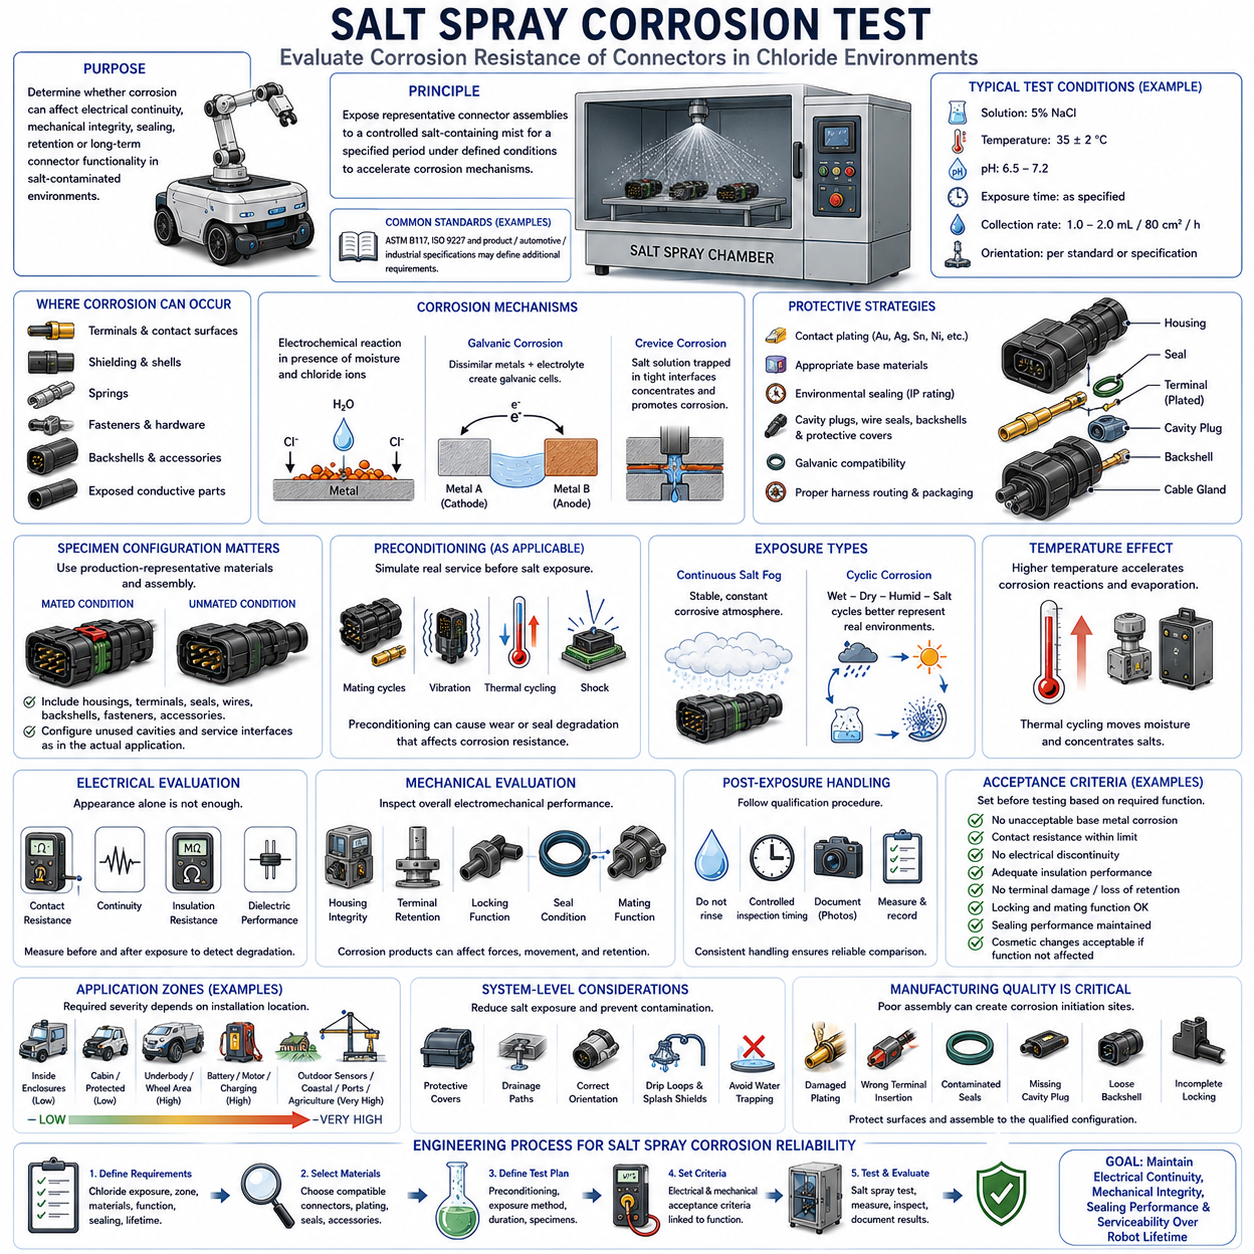 SALT SPRAY CORROSION TEST
Evaluate Corrosion Resistance of Connectors in Chloride Environments
PURPOSE
Determine whether corrosion
can affect electrical continuity,
mechanical integrity, sealing,
retention or long-term
connector functionality in
salt-contaminated
environments.
PRINCIPLE
Expose representative connector assemblies
to a controlled salt-containing mist for a
specified period under defined conditions
to accelerate corrosion mechanisms.
COMMON STANDARDS (EXAMPLES)
ASTM B117, ISO 9227 and product / automotive /
industrial specifications may define additional
requirements.
SALT SPRAY CHAMBER
TYPICAL TEST CONDITIONS (EXAMPLE)
Solution: 5% NaCl
Temperature: 35 ± 2 °C
pH
pH: 6.5 – 7.2
Exposure time: as specified
Collection rate: 1.0 – 2.0 mL / 80 cm² / h
Orientation: per standard or specification
WHERE CORROSION CAN OCCUR
Terminals & contact surfaces
Shielding & shells
Springs
Fasteners & hardware
Backshells & accessories
Exposed conductive parts
CORROSION MECHANISMS
Electrochemical reaction
in presence of moisture
and chloride ions
H₂O
Cl⁻
Cl⁻
Metal
Galvanic Corrosion
Dissimilar metals + electrolyte
create galvanic cells.
e⁻
e⁻
Metal A
(Cathode)
Metal B
(Anode)
Crevice Corrosion
Salt solution trapped
in tight interfaces
concentrates and
promotes corrosion.
PROTECTIVE STRATEGIES
Contact plating (Au, Ag, Sn, Ni, etc.)
Appropriate base materials
Environmental sealing (IP rating)
Cavity plugs, wire seals, backshells
& protective covers
Galvanic compatibility
Proper harness routing & packaging
Housing
Seal
Terminal
(Plated)
Cavity Plug
Backshell
Cable Gland
SPECIMEN CONFIGURATION MATTERS
Use production-representative materials
and assembly.
MATED CONDITION
UNMATED CONDITION
Include housings, terminals, seals, wires,
backshells, fasteners, accessories.
Configure unused cavities and service interfaces
as in the actual application.
PRECONDITIONING (AS APPLICABLE)
Simulate real service before salt exposure.
Mating cycles
Vibration
Thermal cycling
Shock
Preconditioning can cause wear or seal degradation
that affects corrosion resistance.
EXPOSURE TYPES
Continuous Salt Fog
Stable, constant
corrosive atmosphere.
Cyclic Corrosion
Wet – Dry – Humid – Salt
cycles better represent
real environments.
TEMPERATURE EFFECT
Higher temperature accelerates
corrosion reactions and evaporation.
Thermal cycling moves moisture
and concentrates salts.
ELECTRICAL EVALUATION
Appearance alone is not enough.
Ω
MΩ
Ω
Contact
Resistance
Continuity
Insulation
Resistance
Dielectric
Performance
Measure before and after exposure to detect degradation.
MECHANICAL EVALUATION
Inspect overall electromechanical performance.
Housing
Integrity
Terminal
Retention
Locking
Function
Seal
Condition
Mating
Function
Corrosion products can affect forces, movement, and retention.
POST-EXPOSURE HANDLING
Follow qualification procedure.
Do not
rinse
Controlled
inspection timing
Document
(Photos)
Measure &
record
Consistent handling ensures reliable comparison.
ACCEPTANCE CRITERIA (EXAMPLES)
Set before testing based on required function.
No unacceptable base metal corrosion
Contact resistance within limit
No electrical discontinuity
Adequate insulation performance
No terminal damage / loss of retention
Locking and mating function OK
Sealing performance maintained
Cosmetic changes acceptable if
function not affected
APPLICATION ZONES (EXAMPLES)
Required severity depends on installation location.
Inside
Enclosures
(Low)
Cabin /
Protected
(Low)
Underbody /
Wheel Area
(High)
Battery / Motor /
Charging
(High)
Outdoor Sensors /
Coastal / Ports /
Agriculture (Very High)
LOW
VERY HIGH
SYSTEM-LEVEL CONSIDERATIONS
Reduce salt exposure and prevent contamination.
Protective
Covers
Drainage
Paths
Correct
Orientation
Drip Loops &
Splash Shields
Avoid Water
Trapping
MANUFACTURING QUALITY IS CRITICAL
Poor assembly can create corrosion initiation sites.
Damaged
Plating
Wrong Terminal
Insertion
Contaminated
Seals
Missing
Cavity Plug
Loose
Backshell
Incomplete
Locking
Protect surfaces and assemble to the qualified configuration.
ENGINEERING PROCESS FOR SALT SPRAY CORROSION RELIABILITY
1. Define Requirements
Chloride exposure, zone,
materials, function,
sealing, lifetime.
2. Select Materials
Choose compatible
connectors, plating,
seals, accessories.
3. Define Test Plan
Preconditioning,
exposure method,
duration, specimens.
4. Set Criteria
Electrical & mechanical
acceptance criteria
linked to function.
5. Test & Evaluate
Salt spray test,
measure, inspect,
document results.
GOAL: Maintain
Electrical Continuity,
Mechanical Integrity,
Sealing Performance &
Serviceability Over
Robot Lifetime